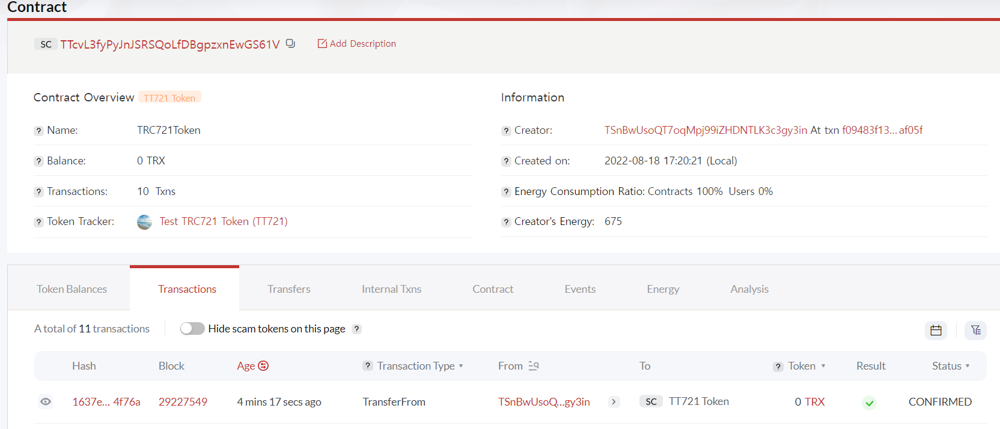 Contract
SC TTcvL3fyPyJnJSRSQoLfDBgpzxnEwGS61V Add Description
Contract Overview TT721 Token
? Name: TRC721Token
? Balance: 0 TRX
? Transactions: 10 Txns
? Token Tracker: Test TRC721 Token (TT721)
Information
? Creator: TSnBwUsoQT7oqMpj99iZHDNTLK3c3gy3in At txn f09483f13...af05f
? Created on: 2022-08-18 17:20:21 (Local)
? Energy Consumption Ratio: Contracts 100% Users 0%
? Creator's Energy: 675
Token Balances Transactions Transfers Internal Txns Contract Events Energy Analysis
A total of 11 transactions Hide scam tokens on this page ?
Hash Block Age ? Transaction Type From To ? Token Result Status
1637e... 4f76a 29227549 4 mins 17 secs ago TransferFrom TSnBwUsoQ...gy3in SC TT721 Token 0 TRX CONFIRMED